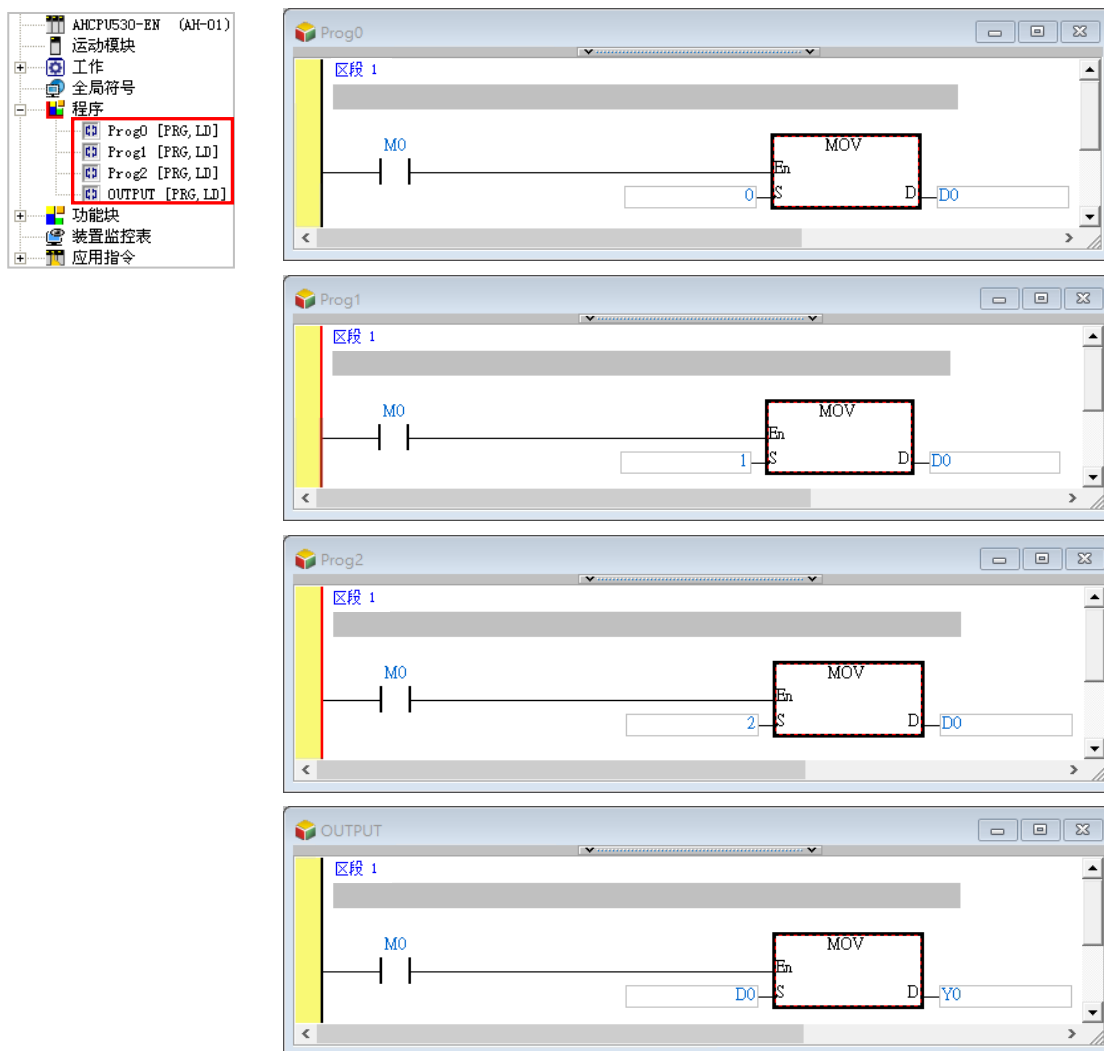 AHCPU530-EN (AH-01)
运动模块
工作
全局符号
程序
Prog0 [PRG,LD]
Prog1 [PRG,LD]
Prog2 [PRG,LD]
OUTPUT [PRG,LD]
功能块
装置监控表
应用指令
Prog0
区段 1
M0
MOV
En
0 S D D0
Prog1
区段 1
M0
MOV
En
1 S D D0
Prog2
区段 1
M0
MOV
En
2 S D D0
OUTPUT
区段 1
M0
MOV
En
D0 S D Y0